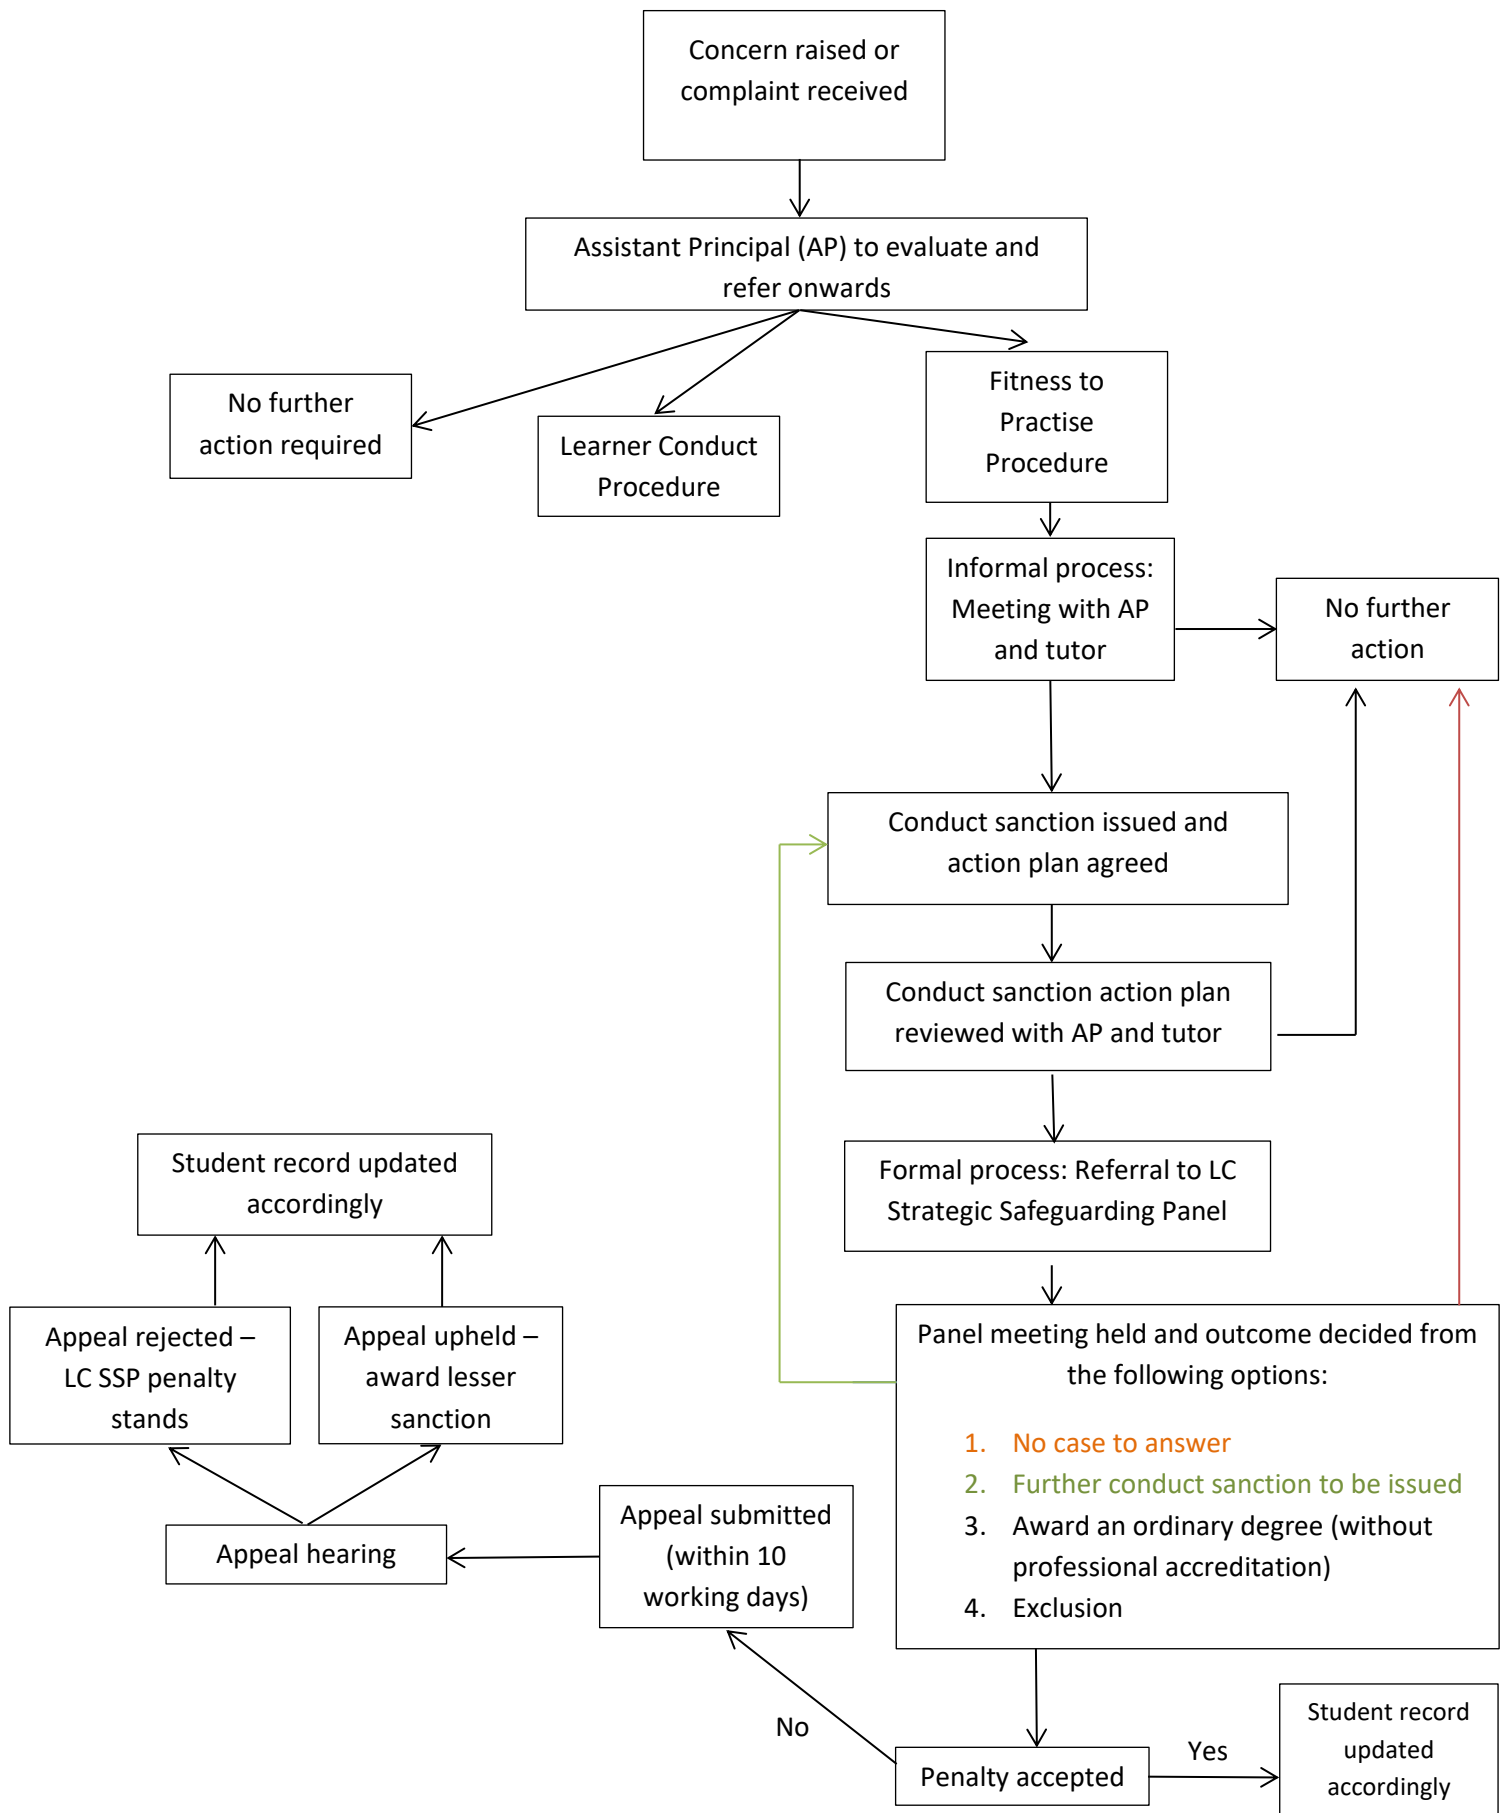 Concern raised or
complaint received
Assistant Principal (AP) to evaluate and
refer onwards
No further
action required
Learner Conduct
Procedure
Fitness to
Practise
Procedure
Informal process:
Meeting with AP
and tutor
No further
action
Conduct sanction issued and
action plan agreed
Conduct sanction action plan
reviewed with AP and tutor
Formal process: Referral to LC
Strategic Safeguarding Panel
Student record updated
accordingly
Appeal rejected –
LC SSP penalty
stands
Appeal upheld –
award lesser
sanction
Appeal hearing
Appeal submitted
(within 10
working days)
Panel meeting held and outcome decided from
the following options:
1. No case to answer
2. Further conduct sanction to be issued
3. Award an ordinary degree (without
professional accreditation)
4. Exclusion
No
Penalty accepted
Yes
Student record
updated
accordingly